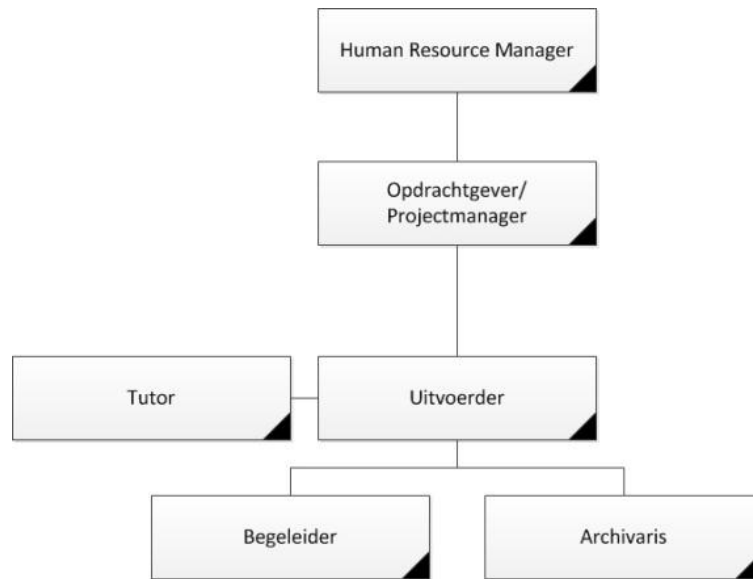 Human Resource Manager
Opdrachtgever/
Projectmanager
Tutor
Uitvoerder
Begeleider
Archivaris